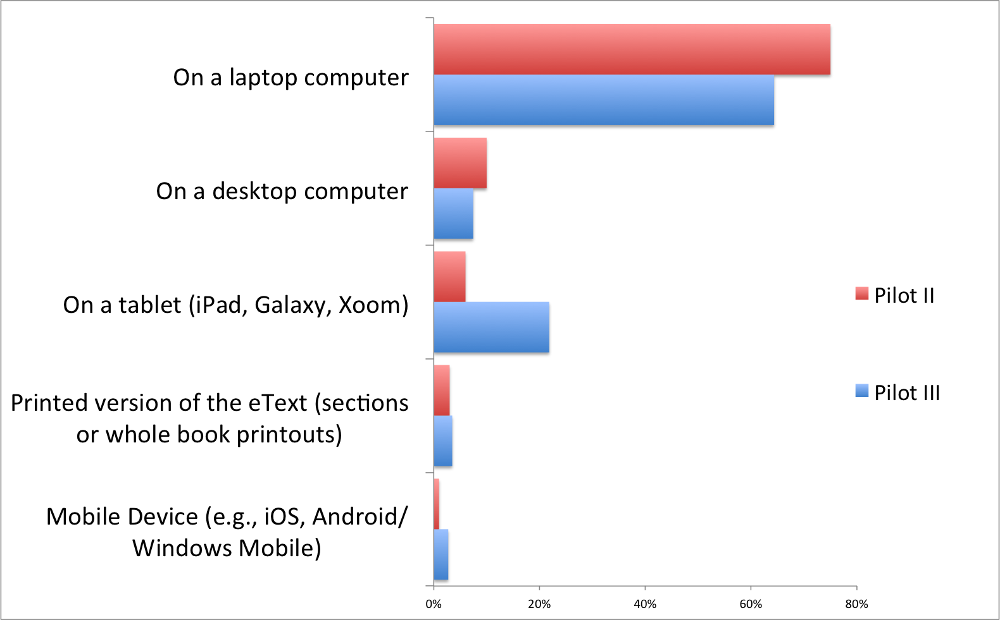 On a laptop computer
On a desktop computer
On a tablet (iPad, Galaxy, Xoom)
Printed version of the eText (sections
or whole book printouts)
Mobile Device (e.g., iOS, Android/
Windows Mobile)
0%
20%
40%
60%
80%
Pilot II
Pilot III